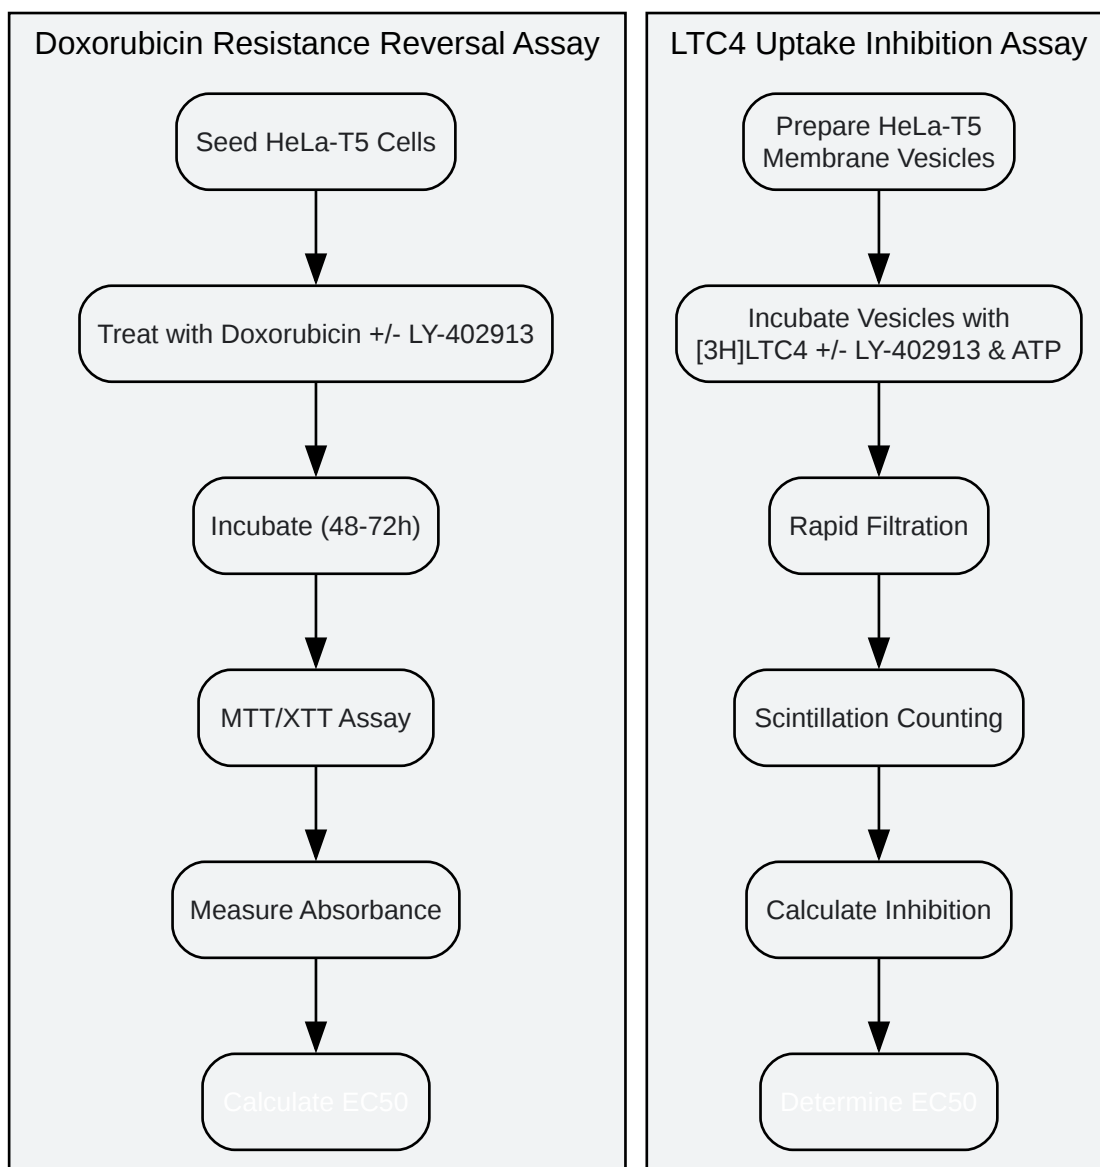 Doxorubicin Resistance Reversal Assay
Seed HeLa-T5 Cells
Treat with Doxorubicin +/- LY-402913
Incubate (48-72h)
MTT/XTT Assay
Measure Absorbance
Calculate EC50
LTC4 Uptake Inhibition Assay
Prepare HeLa-T5
Membrane Vesicles
Incubate Vesicles with
[3H]LTC4 +/- LY-402913 & ATP
Rapid Filtration
Scintillation Counting
Calculate Inhibition
Determine EC50